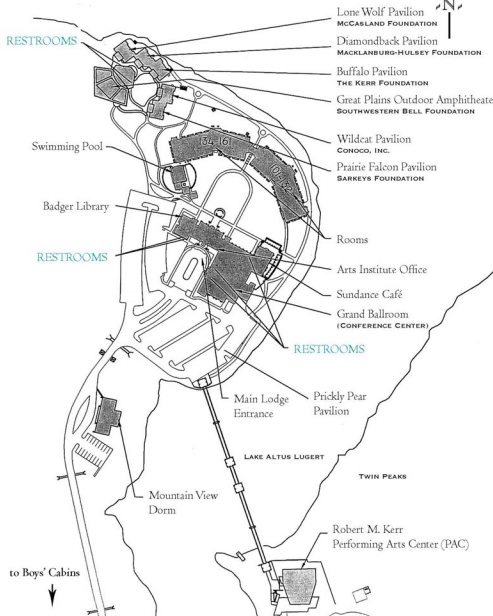 N
Lone Wolf Pavilion
McCasland Foundation
RESTROOMS
Diamondback Pavilion
Macklanburg-Hulsey Foundation
Buffalo Pavilion
The Kerr Foundation
Great Plains Outdoor Amphitheate
Southwestern Bell Foundation
Wildcat Pavilion
Conoco, Inc.
134-161
Swimming Pool
Prairie Falcon Pavilion
Sarkeys Foundation
Badger Library
Rooms
RESTROOMS
Arts Institute Office
Sundance Café
Grand Ballroom
(Conference Center)
RESTROOMS
Main Lodge
Entrance
Prickly Pear
Pavilion
LAKE ALTUS LUGERT
TWIN PEAKS
Mountain View
Dorm
Robert M. Kerr
Performing Arts Center (PAC)
to Boys' Cabins